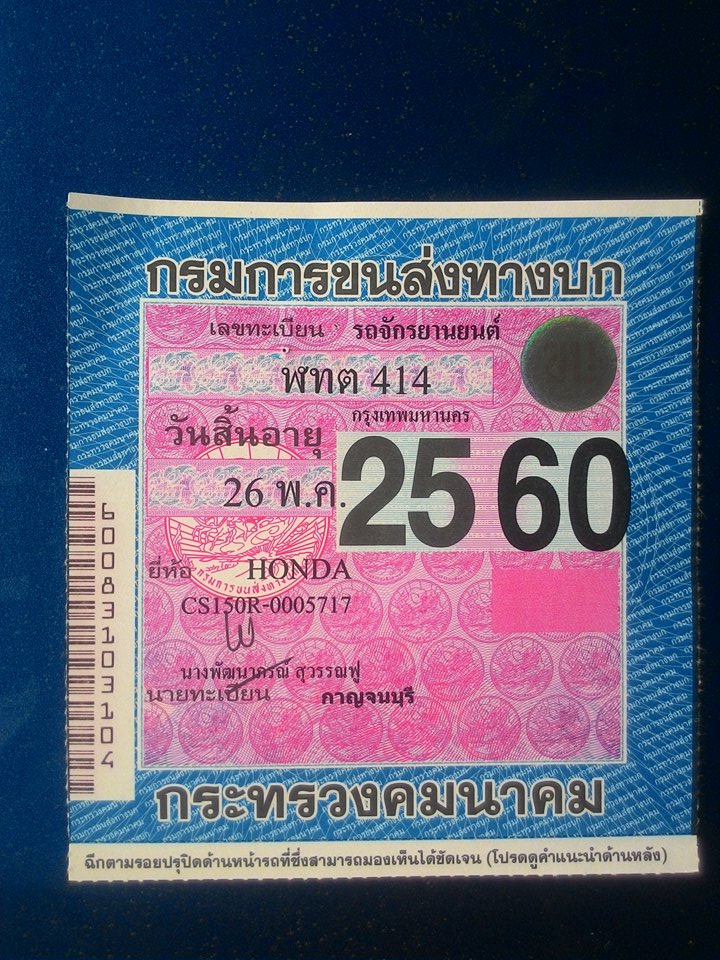 กรมการขนส่งทางบก
เลขทะเบียน รถจักรยานยนต์
ฬทต 414
กรุงเทพมหานคร
วันสิ้นอายุ
26 พ.ค. 2560
ยี่ห้อ HONDA
CS150R-0005717
นางพัฒนาภรณ์ สุวรรณฟู
นายทะเบียน กาญจนบุรี
กระทรวงคมนาคม
ฉีกตามรอยปรุปิดด้านหน้ารถที่ซึ่งสามารถมองเห็นได้ชัดเจน (โปรดดูคำแนะนำด้านหลัง)
60083103104